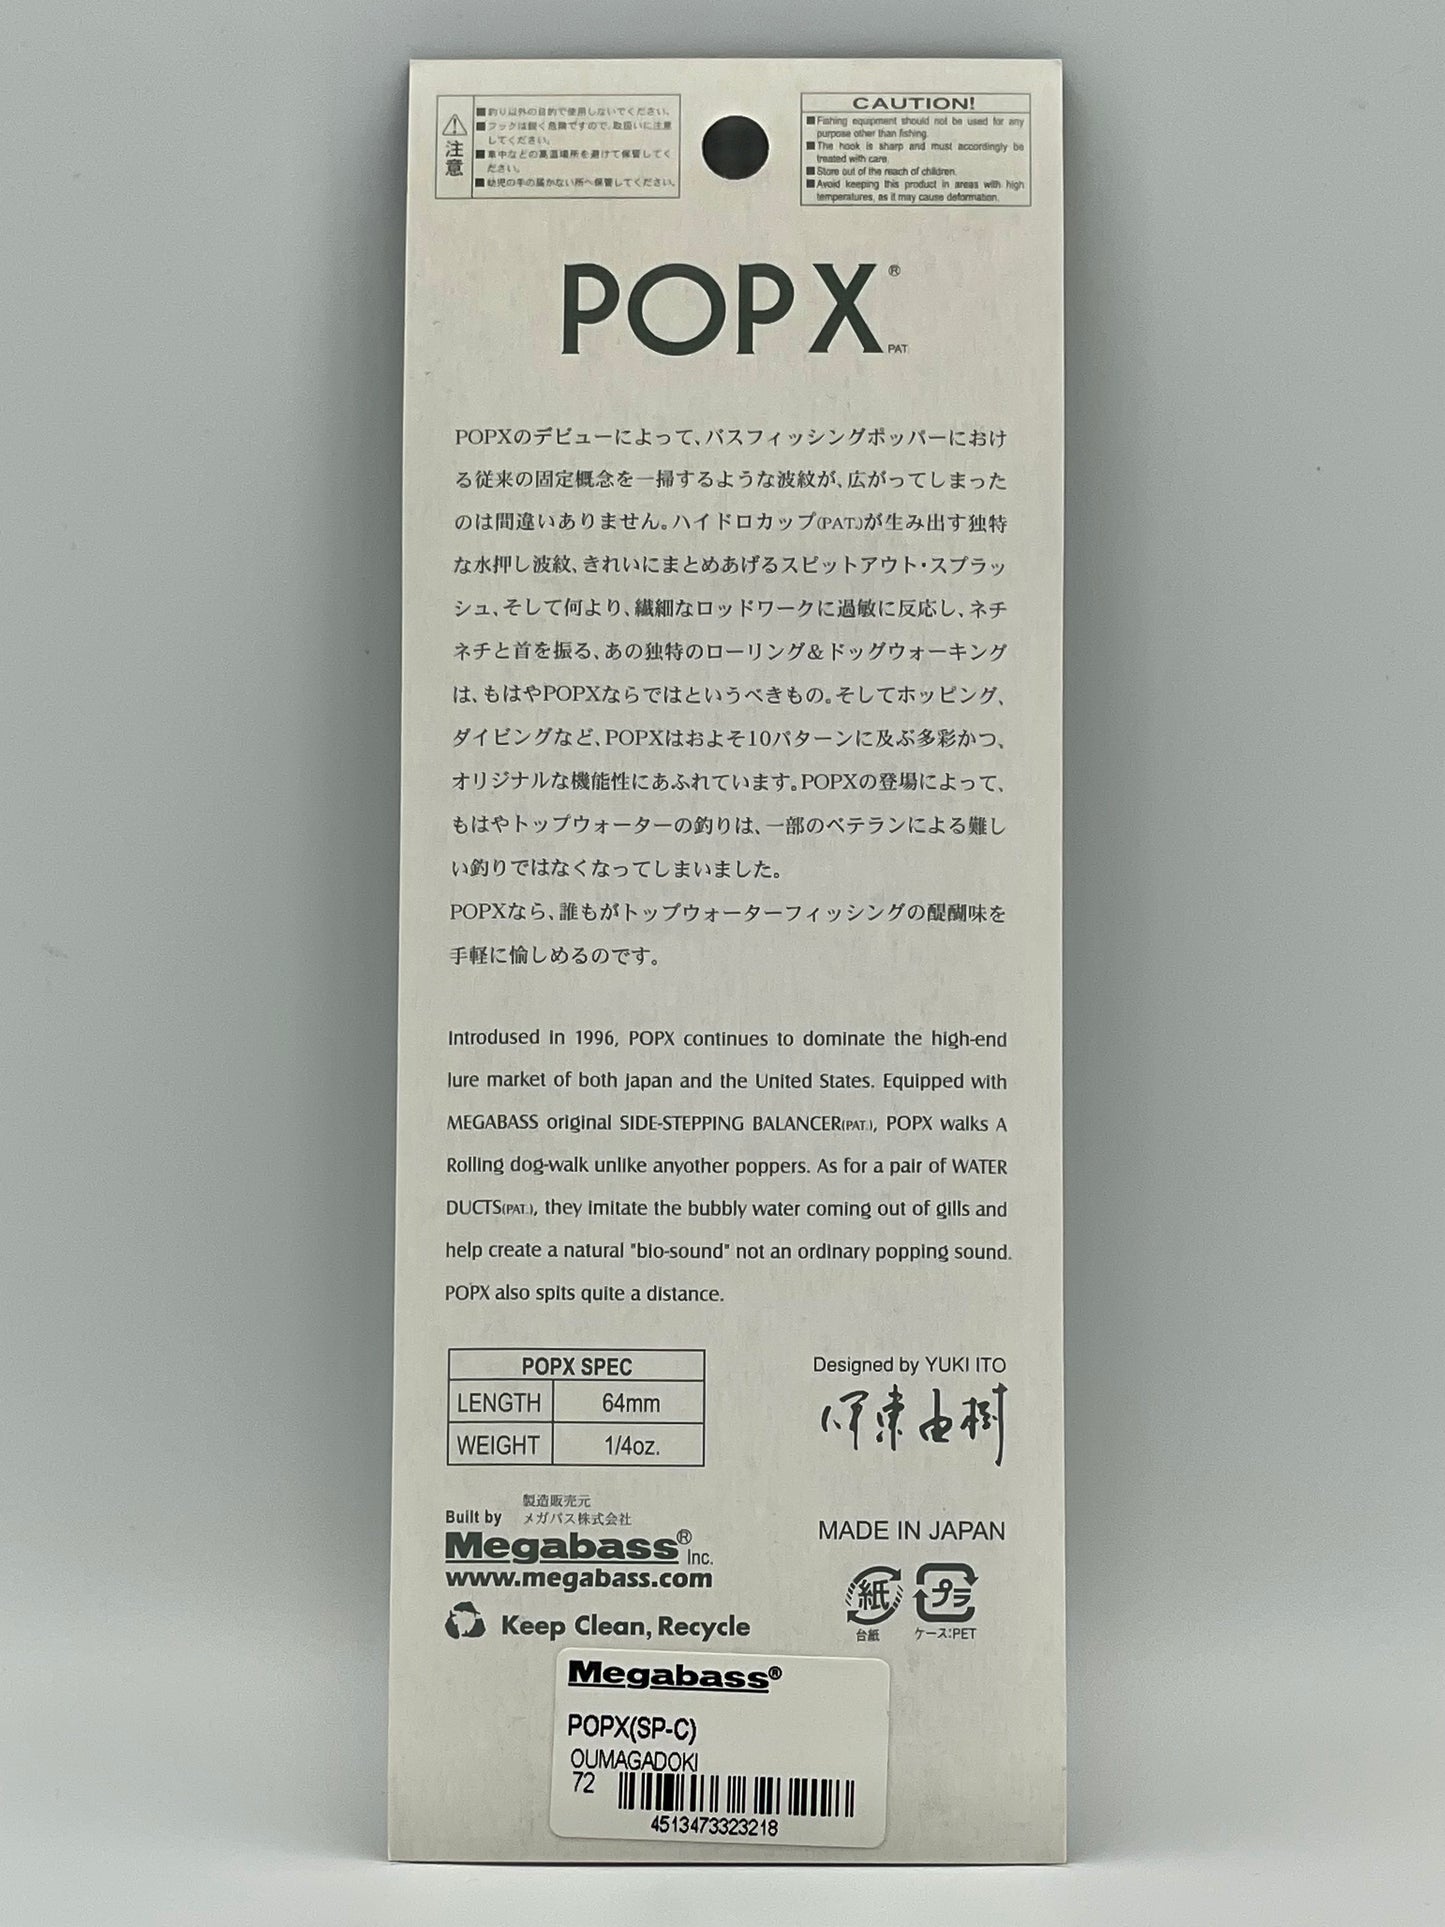 注意
■釣り以外の目的で使用しないでください。
■フックは鋭く危険ですので、取扱いに注意
してください。
■車中などの高温場所を避けて保管してく
ださい。
■幼児の手の届かない所へ保管してください。
CAUTION!
■Fishing equipment should not be used for any
purpose other than fishing.
■The hook is sharp and must accordingly be
treated with care.
■Store out of the reach of children.
■Avoid keeping this product in areas with high
temperatures, as it may cause deformation.
POPX®
PAT.
POPXのデビューによって、バスフィッシングポッパーにおけ
る従来の固定概念を一掃するような波紋が、広がってしまった
のは間違いありません。ハイドロカップ(PAT.)が生み出す独特
な水押し波紋、きれいにまとめあげるスピットアウト・スプラッ
シュ、そして何より、繊細なロッドワークに過敏に反応し、ネチ
ネチと首を振る、あの独特のローリング&ドッグウォーキング
は、もはやPOPXならではというべきもの。そしてホッピング、
ダイビングなど、POPXはおよそ10パターンに及ぶ多彩かつ、
オリジナルな機能性にあふれています。POPXの登場によって、
もはやトップウォーターの釣りは、一部のベテランによる難し
い釣りではなくなってしまいました。
POPXなら、誰もがトップウォーターフィッシングの醍醐味を
手軽に愉しめるのです。
Introdused in 1996, POPX continues to dominate the high-end
lure market of both Japan and the United States. Equipped with
MEGABASS original SIDE-STEPPING BALANCER(PAT.), POPX walks A
Rolling dog-walk unlike anyother poppers. As for a pair of WATER
DUCTS(PAT.), they imitate the bubbly water coming out of gills and
help create a natural "bio-sound" not an ordinary popping sound.
POPX also spits quite a distance.
POPX SPEC
LENGTH 64mm
WEIGHT 1/4oz.
Designed by YUKI ITO
伊東由樹
製造販売元
Built by メガバス株式会社
Megabass® Inc.
www.megabass.com
Keep Clean, Recycle
MADE IN JAPAN
紙 プラ
台紙 ケース:PET
Megabass®
POPX(SP-C)
OUMAGADOKI
72
4513473323218